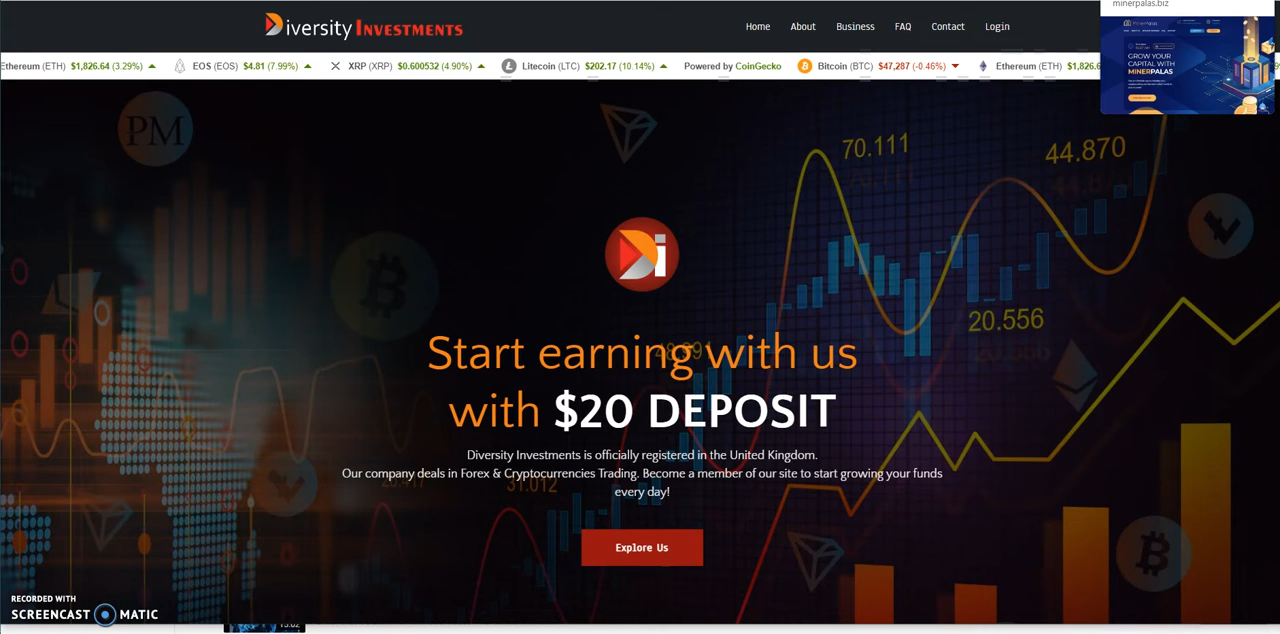 minerpalas.biz
Diversity INVESTMENTS
Home About Business FAQ Contact Login
Ethereum (ETH) $1,826.64 (3.29%) EOS (EOS) $4.81 (7.99%) XRP (XRP) $0.600532 (4.90%) Litecoin (LTC) $202.17 (10.14%) Powered by CoinGecko Bitcoin (BTC) $47,287 (-0.46%) Ethereum (ETH) $1,826.6
GROW YOUR
CAPITAL WITH
MINERPALAS
PM
70.111
44.870
Di
20.556
Start earning with us
with $20 DEPOSIT
Diversity Investments is officially registered in the United Kingdom.
Our company deals in Forex & Cryptocurrencies Trading. Become a member of our site to start growing your funds
every day!
31.012
Explore Us
RECORDED WITH
SCREENCAST MATIC